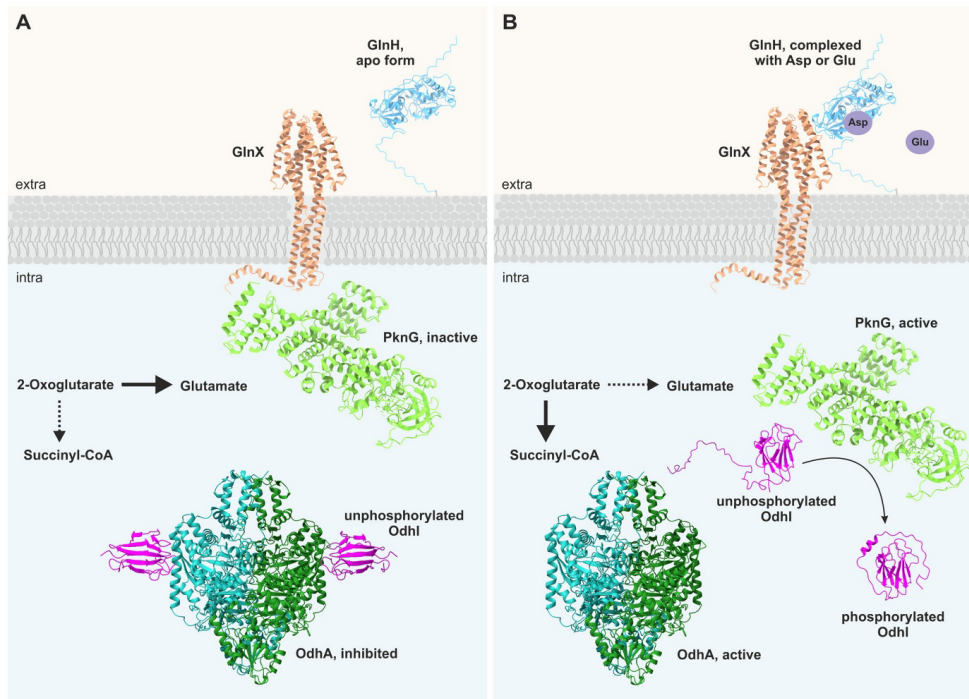 A
GlnH,
apo form
GlnX
extra
intra
PknG, inactive
2-Oxoglutarate
Glutamate
Succinyl-CoA
unphosphorylated
OdhI
OdhA, inhibited
B
GlnH, complexed
with Asp or Glu
Asp
Glu
GlnX
extra
intra
PknG, active
2-Oxoglutarate
Glutamate
Succinyl-CoA
unphosphorylated
OdhI
phosphorylated
OdhI
OdhA, active